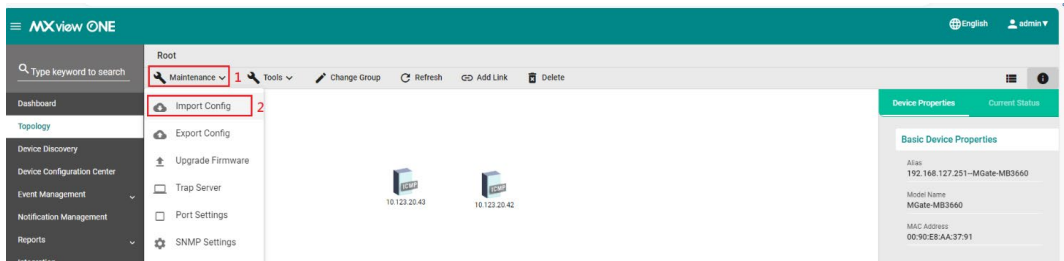 MXview ONE
English
admin
Type keyword to search
Root
Maintenance 1 Tools Change Group Refresh Add Link Delete
Dashboard
Topology
Device Discovery
Device Configuration Center
Event Management
Notification Management
Reports
Import Config 2
Export Config
Upgrade Firmware
Trap Server
Port Settings
SNMP Settings
ICMP
10.123.20.43
ICMP
10.123.20.42
Device Properties Current Status
Basic Device Properties
Alias
192.168.127.251--MGate-MB3660
Model Name
MGate-MB3660
MAC Address
00:90:E8:AA:37:91